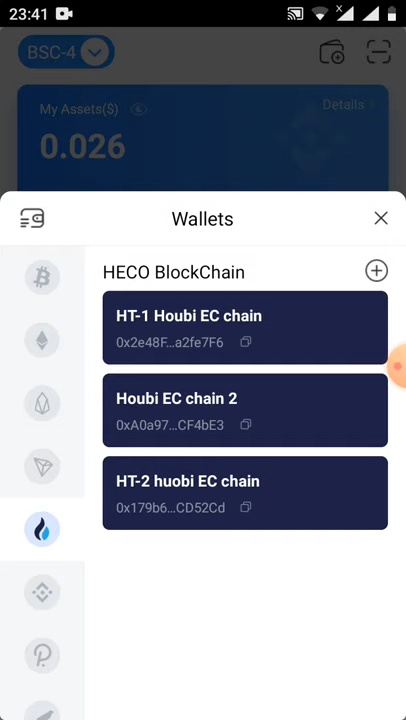 23:41
BSC-4
My Assets($)
Details
0.026
Wallets
HECO BlockChain
HT-1 Houbi EC chain
0x2e48F...a2fe7F6
Houbi EC chain 2
0xA0a97...CF4bE3
HT-2 huobi EC chain
0x179b6...CD52Cd